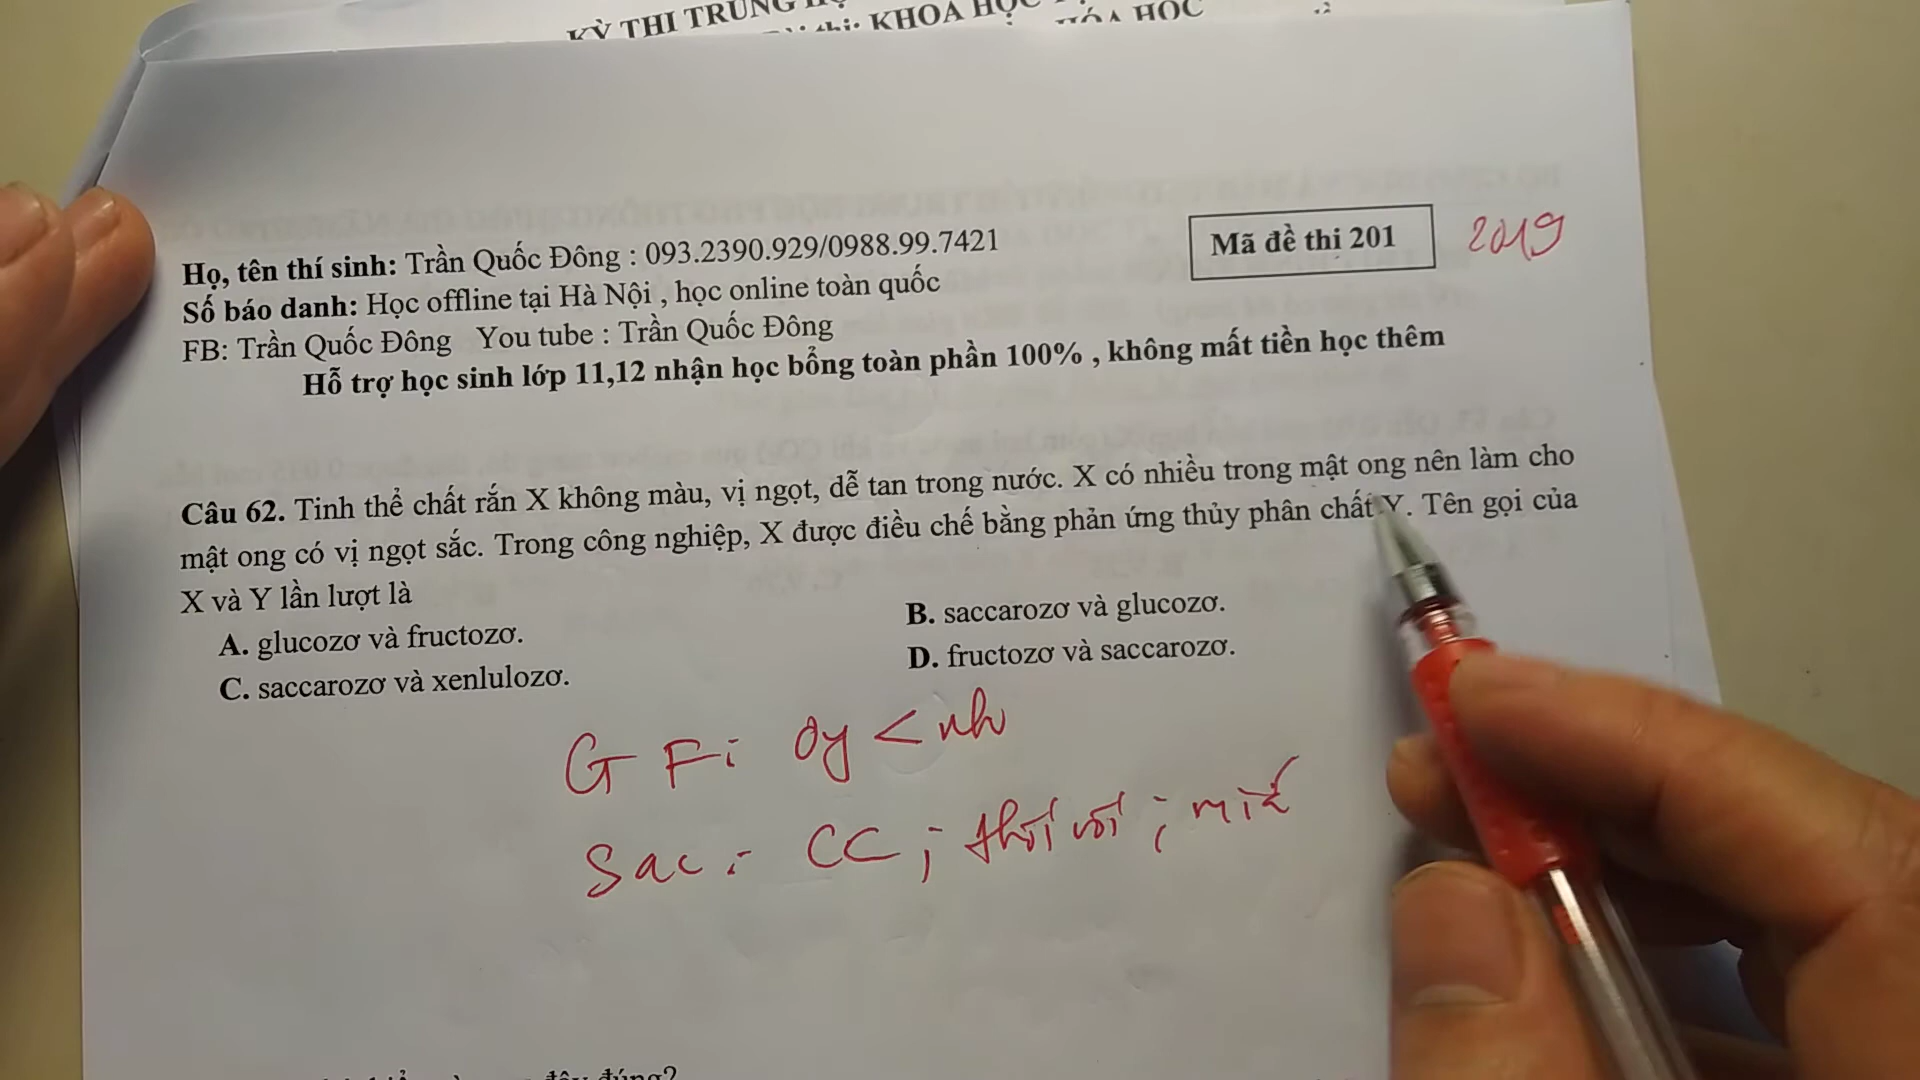 KỲ THI TRUNG
thi: KHOA HỌC
HÓA HỌC
Họ, tên thí sinh: Trần Quốc Đông : 093.2390.929/0988.99.7421
Mã đề thi 201
2019
Số báo danh: Học offline tại Hà Nội , học online toàn quốc
FB: Trần Quốc Đông You tube : Trần Quốc Đông
Hỗ trợ học sinh lớp 11,12 nhận học bổng toàn phần 100% , không mất tiền học thêm
Câu 62. Tinh thể chất rắn X không màu, vị ngọt, dễ tan trong nước. X có nhiều trong mật ong nên làm cho
mật ong có vị ngọt sắc. Trong công nghiệp, X được điều chế bằng phản ứng thủy phân chất Y. Tên gọi của
X và Y lần lượt là
A. glucozơ và fructozơ.
B. saccarozơ và glucozơ.
C. saccarozơ và xenlulozơ.
D. fructozơ và saccarozơ.
G F: < nh
Sac: CC ;
đây đúng?